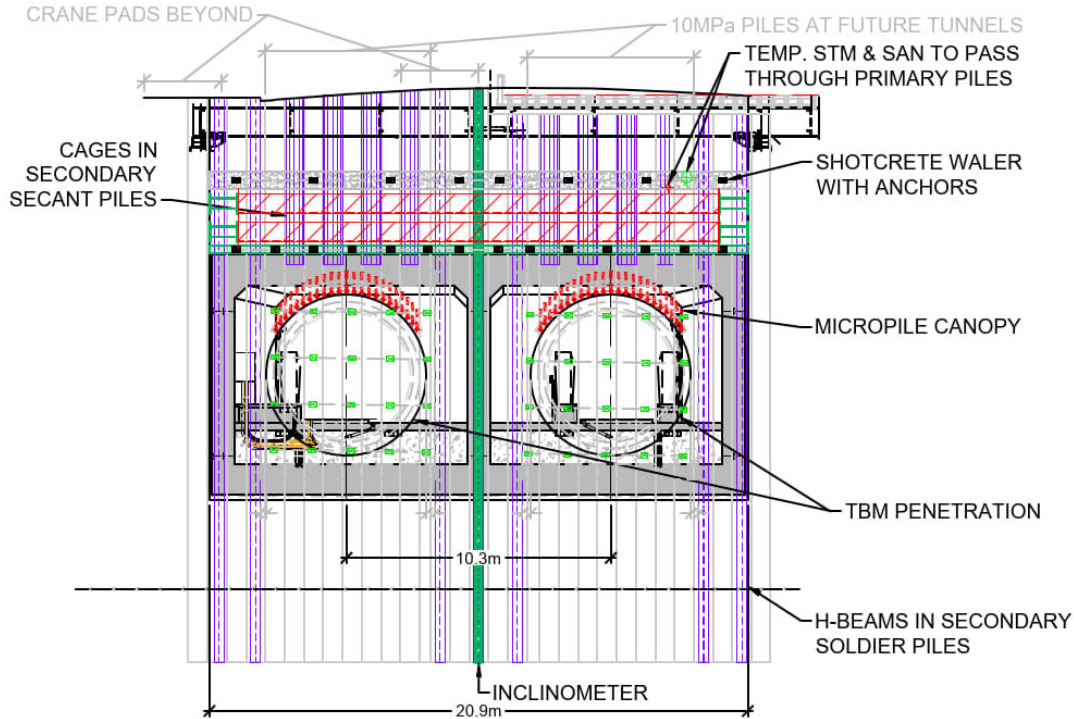 CRANE PADS BEYOND
10MPa PILES AT FUTURE TUNNELS
TEMP. STM & SAN TO PASS
THROUGH PRIMARY PILES
CAGES IN
SECONDARY
SECANT PILES
SHOTCRETE WALER
WITH ANCHORS
MICROPILE CANOPY
TBM PENETRATION
10.3m
H-BEAMS IN SECONDARY
SOLDIER PILES
INCLINOMETER
20.9m